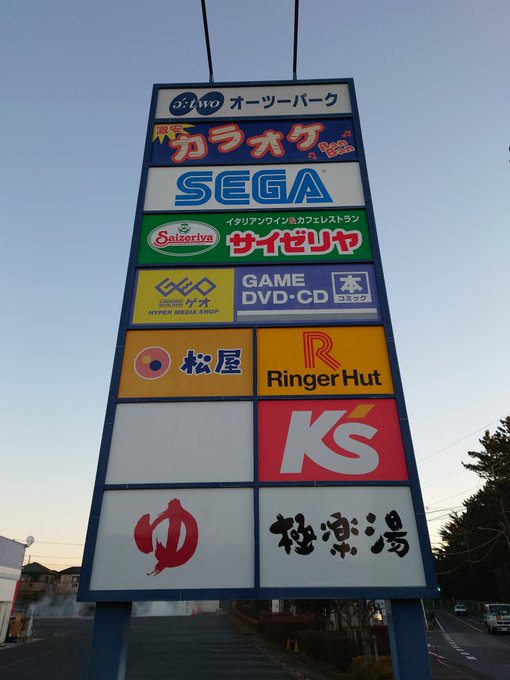 o:two オーツーパーク
激安
カラオケ
BanBan
SEGA
Saizeriya
イタリアンワイン&カフェレストラン
サイゼリヤ
GEO
ゲオ
HYPER MEDIA SHOP
GAME
DVD・CD
本
コミック
松屋
R
RingerHut
K's
ゆ
極楽湯